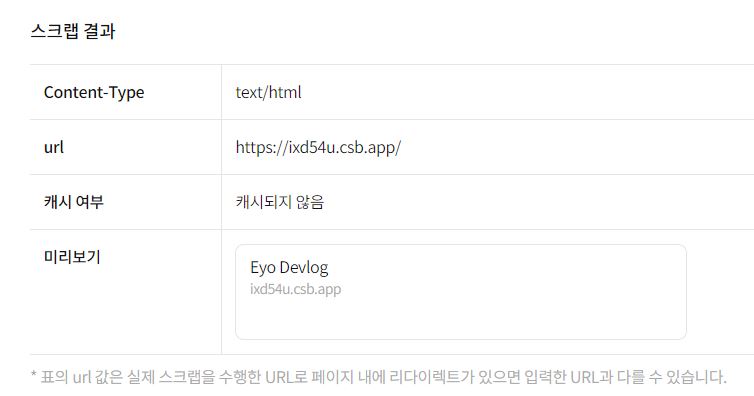 스크랩 결과
Content-Type text/html
url https://ixd54u.csb.app/
캐시 여부 캐시되지 않음
미리보기 Eyo Devlog
ixd54u.csb.app
* 표의 url 값은 실제 스크랩을 수행한 URL로 페이지 내에 리다이렉트가 있으면 입력한 URL과 다를 수 있습니다.